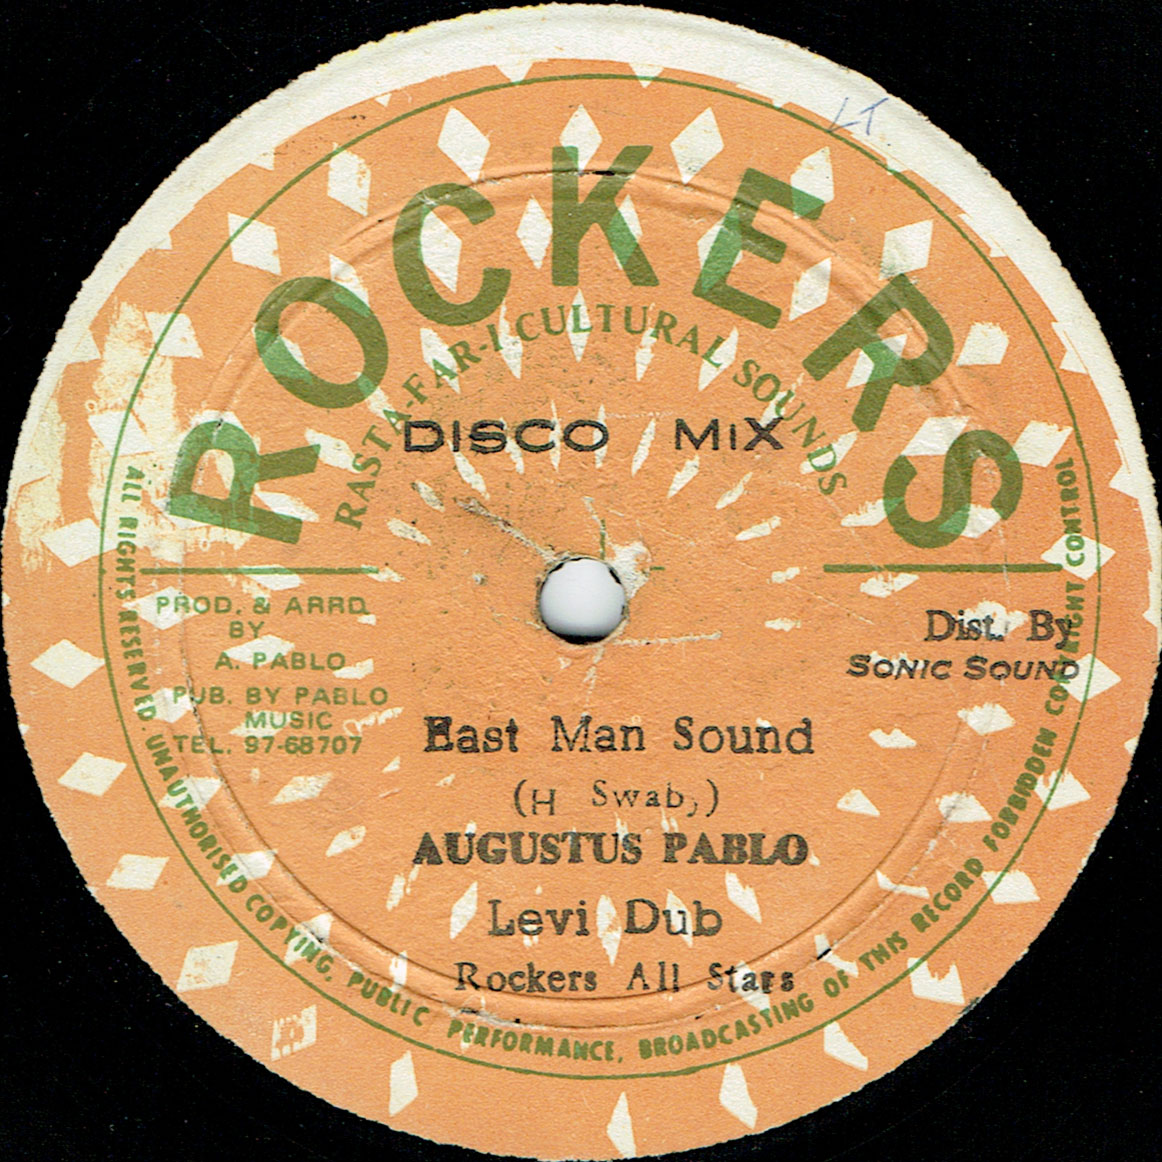 LT
ROCKERS
RASTA-FAR-I CULTURAL SOUNDS
DISCO MiX
PROD. & ARRD.
BY
A. PABLO
PUB. BY PABLO
MUSIC
TEL. 97-68707
Dist. By
SONIC SOUND
East Man Sound
(H Swab,)
AUGUSTUS PABLO
Levi Dub
Rockers All Stars
ALL RIGHTS RESERVED. UNAUTHORISED COPYING, PUBLIC PERFORMANCE, BROADCASTING OF THIS RECORD FORBIDDEN COPYRIGHT CONTROL